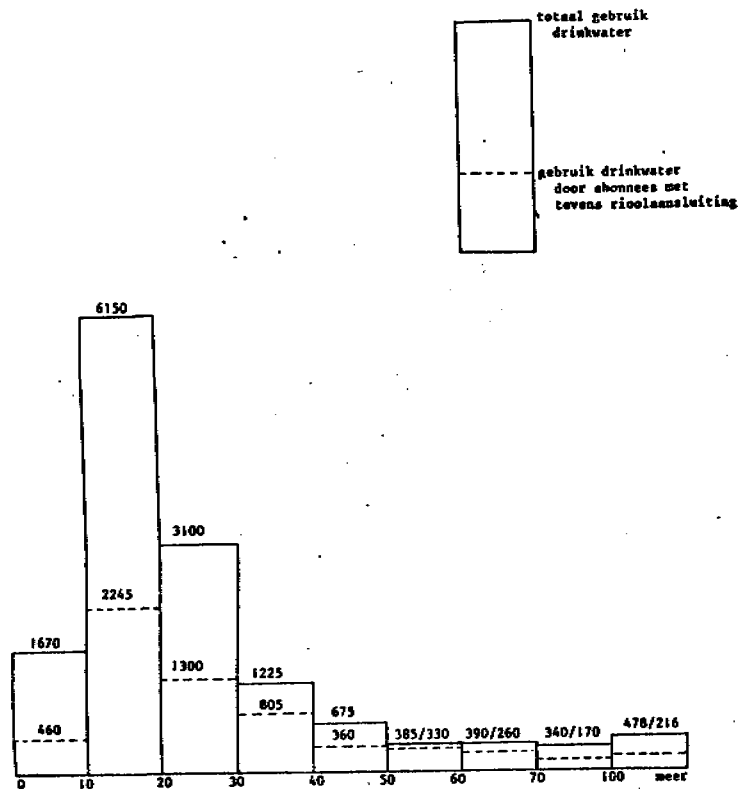 totaal gebruik
drinkwater
gebruik drinkwater
door abonnees met
tevens rioolaansluiting
6150
3100
2245
1670
1300
1225
805
675
460
360
385/330
390/260
340/170
478/216
0 10 20 30 40 50 60 70 100 meer